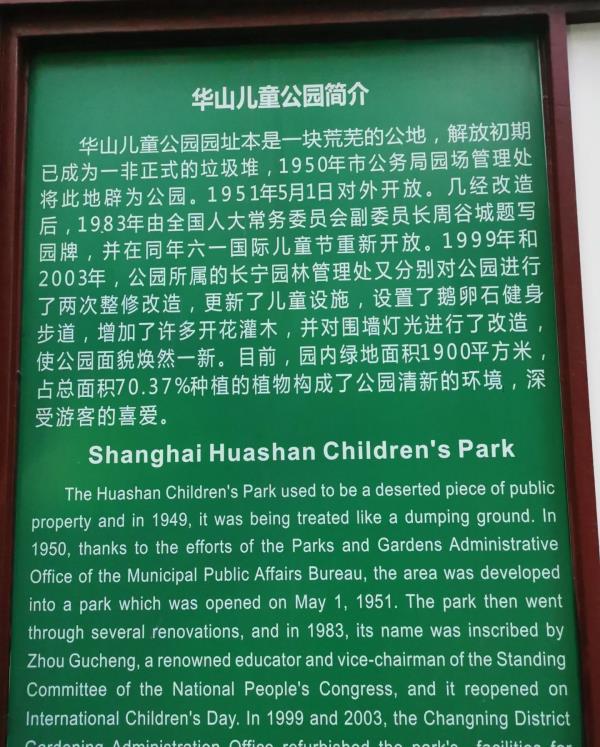 华山儿童公园简介
华山儿童公园园址本是一块荒芜的公地，解放初期
已成为一非正式的垃圾堆，1950年市公务局园场管理处
将此地辟为公园。1951年5月1日对外开放。几经改造
后，1983年由全国人大常务委员会副委员长周谷城题写
园牌，并在同年六一国际儿童节重新开放。1999年和
2003年，公园所属的长宁园林管理处又分别对公园进行
了两次整修改造，更新了儿童设施，设置了鹅卵石健身
步道，增加了许多开花灌木，并对围墙灯光进行了改造，
使公园面貌焕然一新。目前，园内绿地面积1900平方米，
占总面积70.37%种植的植物构成了公园清新的环境，深
受游客的喜爱。
Shanghai Huashan Children's Park
The Huashan Children's Park used to be a deserted piece of public
property and in 1949, it was being treated like a dumping ground. In
1950, thanks to the efforts of the Parks and Gardens Administrative
Office of the Municipal Public Affairs Bureau, the area was developed
into a park which was opened on May 1, 1951. The park then went
through several renovations, and in 1983, its name was inscribed by
Zhou Gucheng, a renowned educator and vice-chairman of the Standing
Committee of the National People's Congress, and it reopened on
International Children's Day. In 1999 and 2003, the Changning District
Gardening Administration Office refurbished the park's facilities for